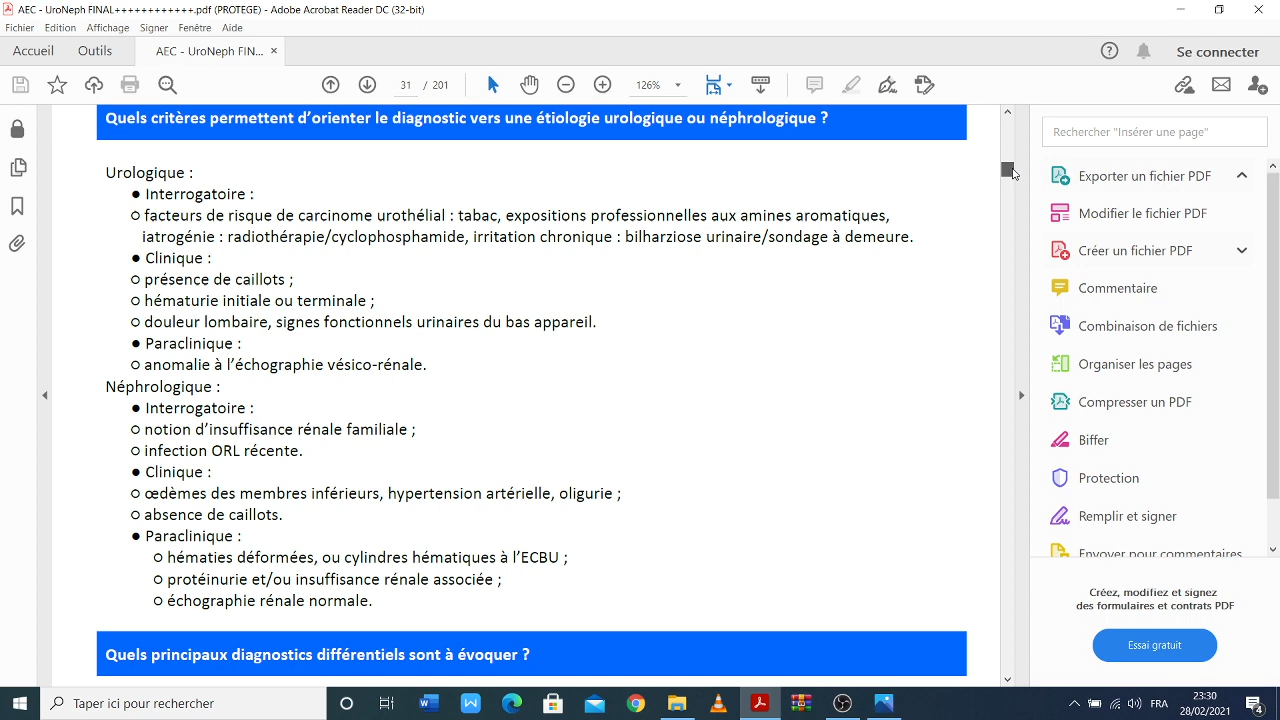 AEC - UroNeph FINAL++++++++++++.pdf (PROTEGE) - Adobe Acrobat Reader DC (32-bit)
Fichier Edition Affichage Signer Fenêtre Aide
Accueil Outils AEC - UroNeph FIN... × Se connecter
31 / 201 126%
Quels critères permettent d’orienter le diagnostic vers une étiologie urologique ou néphrologique ?
Urologique :
● Interrogatoire :
○ facteurs de risque de carcinome urothélial : tabac, expositions professionnelles aux amines aromatiques,
iatrogénie : radiothérapie/cyclophosphamide, irritation chronique : bilharziose urinaire/sondage à demeure.
● Clinique :
○ présence de caillots ;
○ hématurie initiale ou terminale ;
○ douleur lombaire, signes fonctionnels urinaires du bas appareil.
● Paraclinique :
○ anomalie à l’échographie vésico-rénale.
Néphrologique :
● Interrogatoire :
○ notion d’insuffisance rénale familiale ;
○ infection ORL récente.
● Clinique :
○ œdèmes des membres inférieurs, hypertension artérielle, oligurie ;
○ absence de caillots.
● Paraclinique :
○ hématies déformées, ou cylindres hématiques à l’ECBU ;
○ protéinurie et/ou insuffisance rénale associée ;
○ échographie rénale normale.
Quels principaux diagnostics différentiels sont à évoquer ?
Rechercher "Insérer une page"
Exporter un fichier PDF
Modifier le fichier PDF
Créer un fichier PDF
Commentaire
Combinaison de fichiers
Organiser les pages
Compresser un PDF
Biffer
Protection
Remplir et signer
Envoyer pour commentaires
Créez, modifiez et signez
des formulaires et contrats PDF
Essai gratuit
Taper ici pour rechercher
FRA
23:30
28/02/2021
4